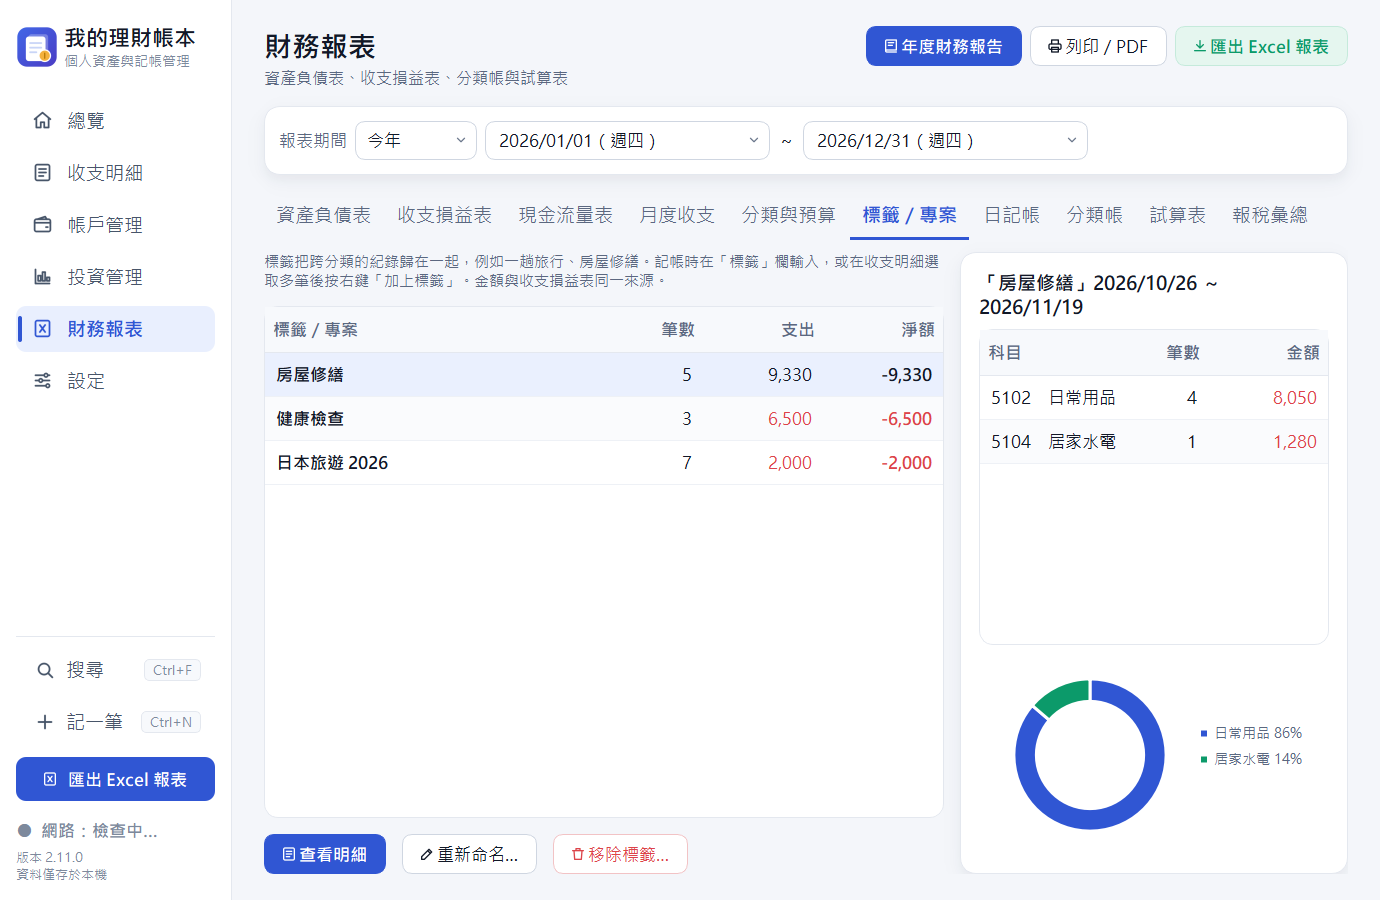 我的理財帳本
個人資產與記帳管理
總覽
收支明細
帳戶管理
投資管理
財務報表
設定
搜尋 Ctrl+F
記一筆 Ctrl+N
匯出 Excel 報表
網路：檢查中...
版本 2.11.0
資料僅存於本機
財務報表
資產負債表、收支損益表、分類帳與試算表
年度財務報告
列印 / PDF
匯出 Excel 報表
報表期間 今年 2026/01/01（週四） ~ 2026/12/31（週四）
資產負債表 收支損益表 現金流量表 月度收支 分類與預算 標籤 / 專案 日記帳 分類帳 試算表 報稅彙總
標籤把跨分類的紀錄歸在一起，例如一趟旅行、房屋修繕。記帳時在「標籤」欄輸入，或在收支明細選
取多筆後按右鍵「加上標籤」。金額與收支損益表同一來源。
標籤 / 專案 筆數 支出 淨額
房屋修繕 5 9,330 -9,330
健康檢查 3 6,500 -6,500
日本旅遊 2026 7 2,000 -2,000
查看明細
重新命名...
移除標籤...
「房屋修繕」2026/10/26 ~
2026/11/19
科目 筆數 金額
5102 日常用品 4 8,050
5104 居家水電 1 1,280
日常用品 86%
居家水電 14%